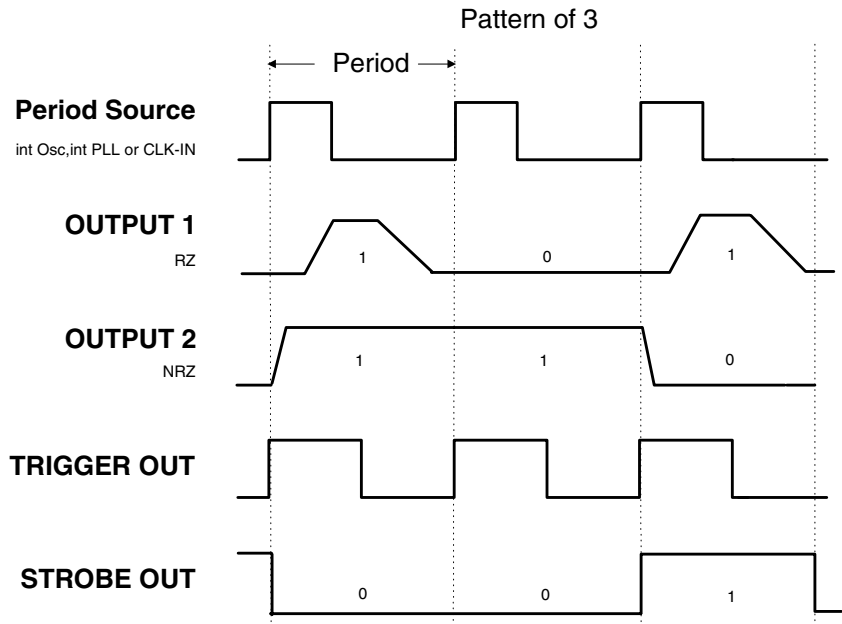 Pattern of 3
Period
Period Source
int Osc,int PLL or CLK-IN
OUTPUT 1
RZ
1
0
1
OUTPUT 2
NRZ
1
1
0
TRIGGER OUT
STROBE OUT
0
0
1